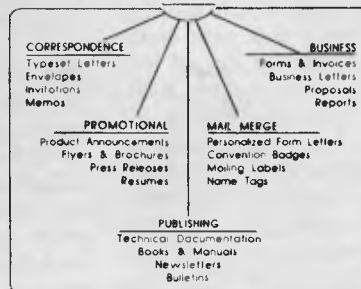 CORRESPONDENCE
Typeset Letters
Envelopes
Invitations
Memos
BUSINESS
Forms & Invoices
Business Letters
Proposals
Reports
PROMOTIONAL
Product Announcements
Flyers & Brochures
Press Releases
Resumes
MAIL MERGE
Personalized Form Letters
Convention Badges
Mailing Labels
Name Tags
PUBLISHING
Technical Documentation
Books & Manuals
Newsletters
Bulletins